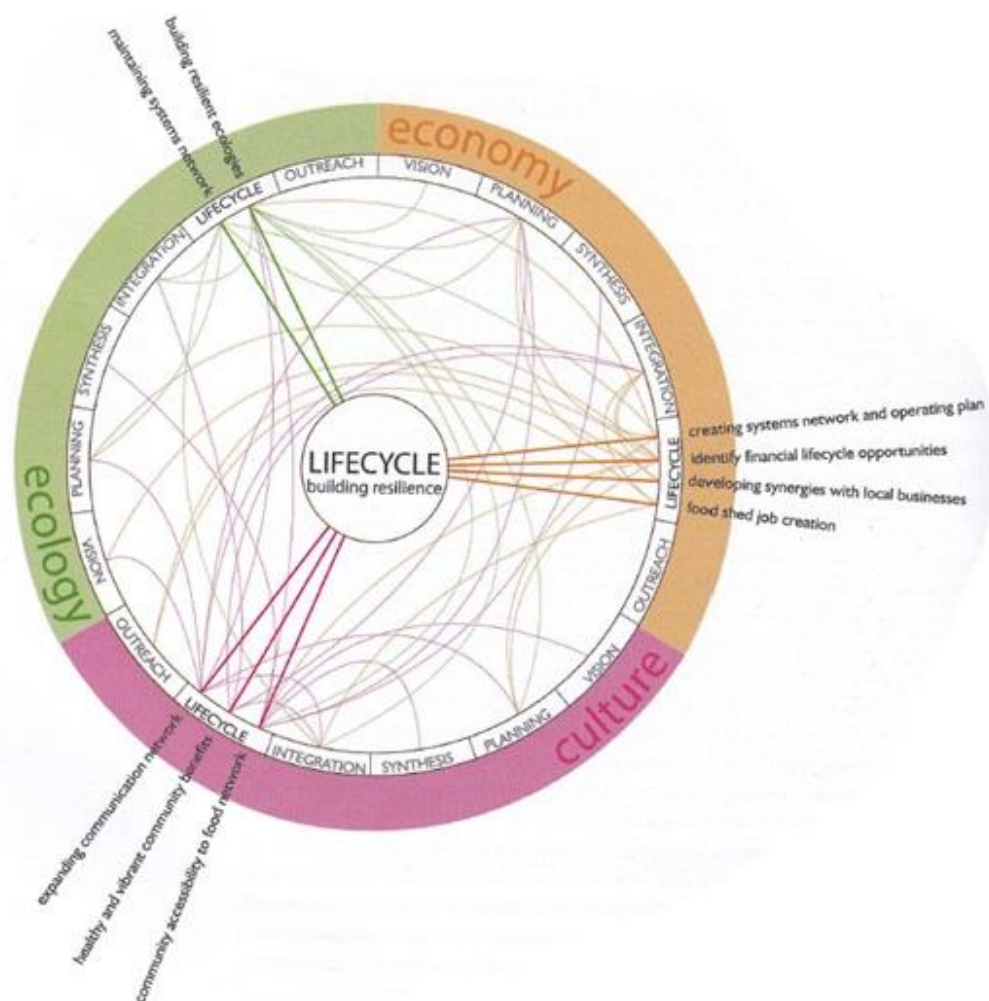 building resilient ecologies
maintaining systems network
economy
OUTREACH
VISION
PLANNING
SYNTHESIS
INTEGRATION
LIFECYCLE
OUTREACH
creating systems network and operating plan
identify financial lifecycle opportunities
developing synergies with local businesses
food shed job creation
culture
VISION
PLANNING
SYNTHESIS
INTEGRATION
LIFECYCLE
OUTREACH
expanding communication network
healthy and vibrant community benefits
community accessibility to food network
ecology
VISION
PLANNING
SYNTHESIS
INTEGRATION
LIFECYCLE
LIFECYCLE
building resilience